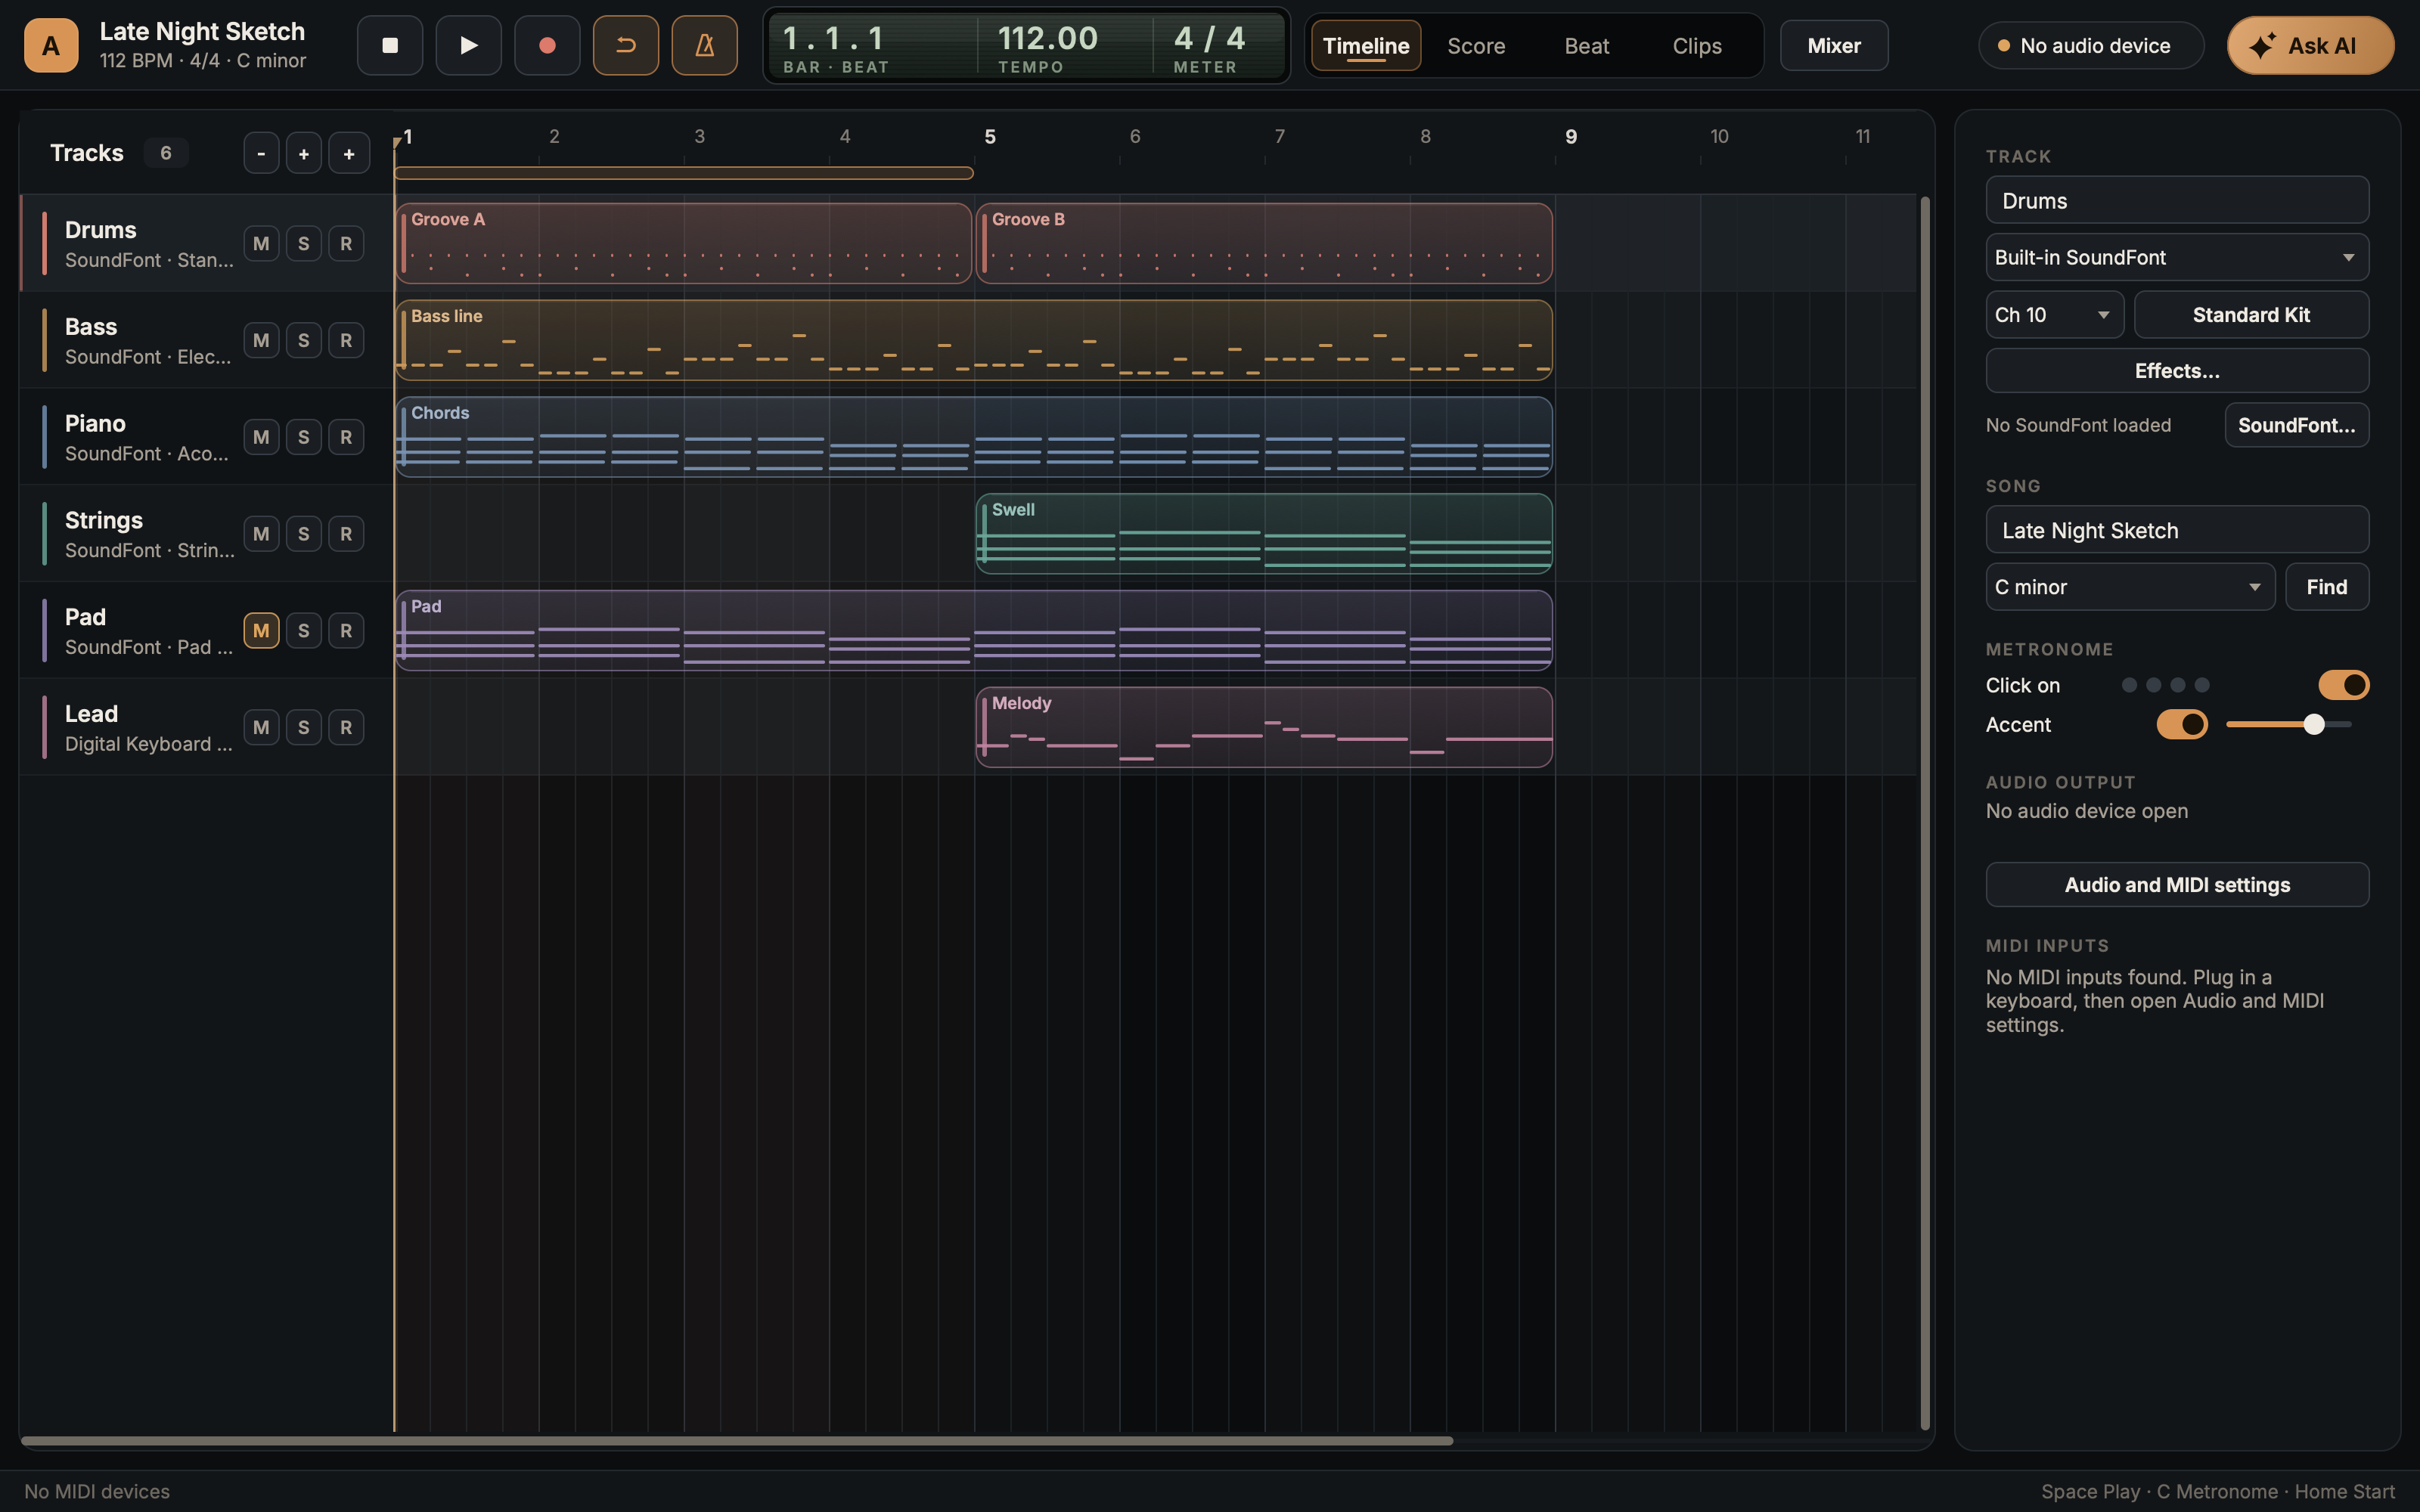 A
Late Night Sketch
112 BPM · 4/4 · C minor
1 . 1 . 1
BAR · BEAT
112.00
TEMPO
4 / 4
METER
Timeline
Score
Beat
Clips
Mixer
No audio device
Ask AI
Tracks
6
-
+
+
1
2
3
4
5
6
7
8
9
10
11
Drums
SoundFont · Stan...
M
S
R
Groove A
Groove B
Bass
SoundFont · Elec...
M
S
R
Bass line
Piano
SoundFont · Aco...
M
S
R
Chords
Strings
SoundFont · Strin...
M
S
R
Swell
Pad
SoundFont · Pad ...
M
S
R
Pad
Lead
Digital Keyboard ...
M
S
R
Melody
TRACK
Drums
Built-in SoundFont
Ch 10
Standard Kit
Effects...
No SoundFont loaded
SoundFont...
SONG
Late Night Sketch
C minor
Find
METRONOME
Click on
Accent
AUDIO OUTPUT
No audio device open
Audio and MIDI settings
MIDI INPUTS
No MIDI inputs found. Plug in a
keyboard, then open Audio and MIDI
settings.
No MIDI devices
Space Play · C Metronome · Home Start